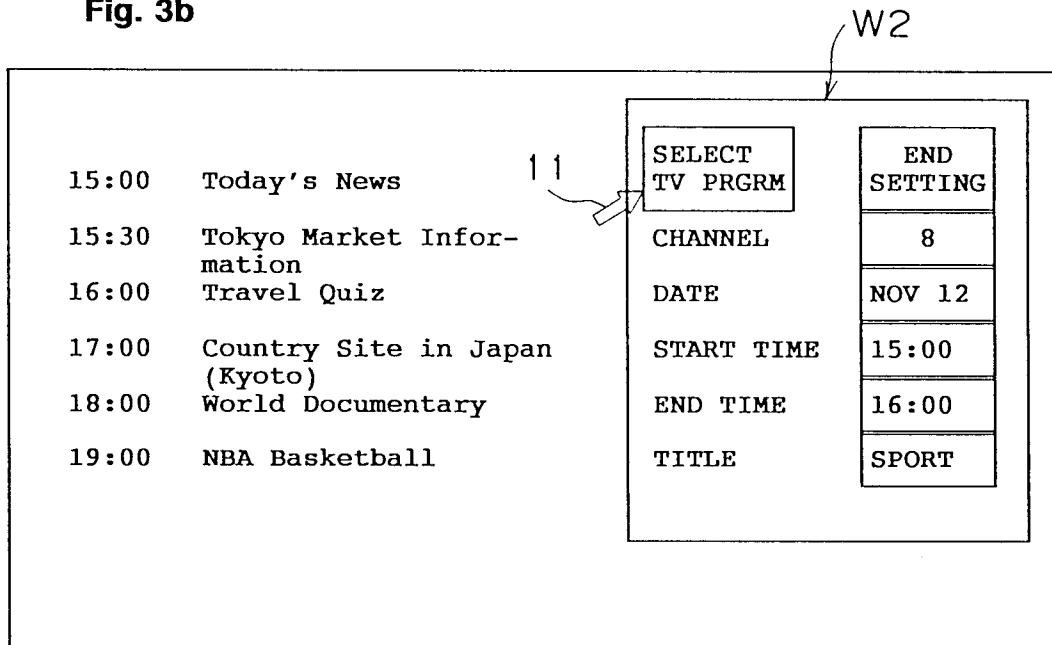 Fig. 3b
W2
15:00 Today's News
15:30 Tokyo Market Infor-
mation
16:00 Travel Quiz
17:00 Country Site in Japan
(Kyoto)
18:00 World Documentary
19:00 NBA Basketball
11
SELECT
TV PRGRM
END
SETTING
CHANNEL 8
DATE NOV 12
START TIME 15:00
END TIME 16:00
TITLE SPORT